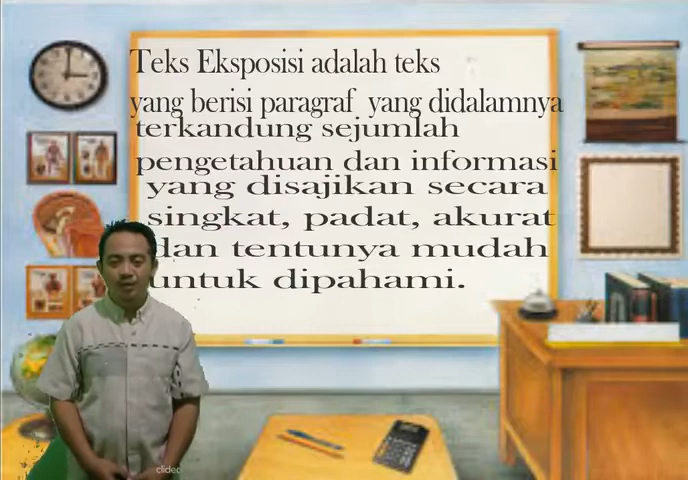 Teks Eksposisi adalah teks
yang berisi paragraf yang didalamnya
terkandung sejumlah
pengetahuan dan informasi
yang disajikan secara
singkat, padat, akurat
dan tentunya mudah
untuk dipahami.
clideo